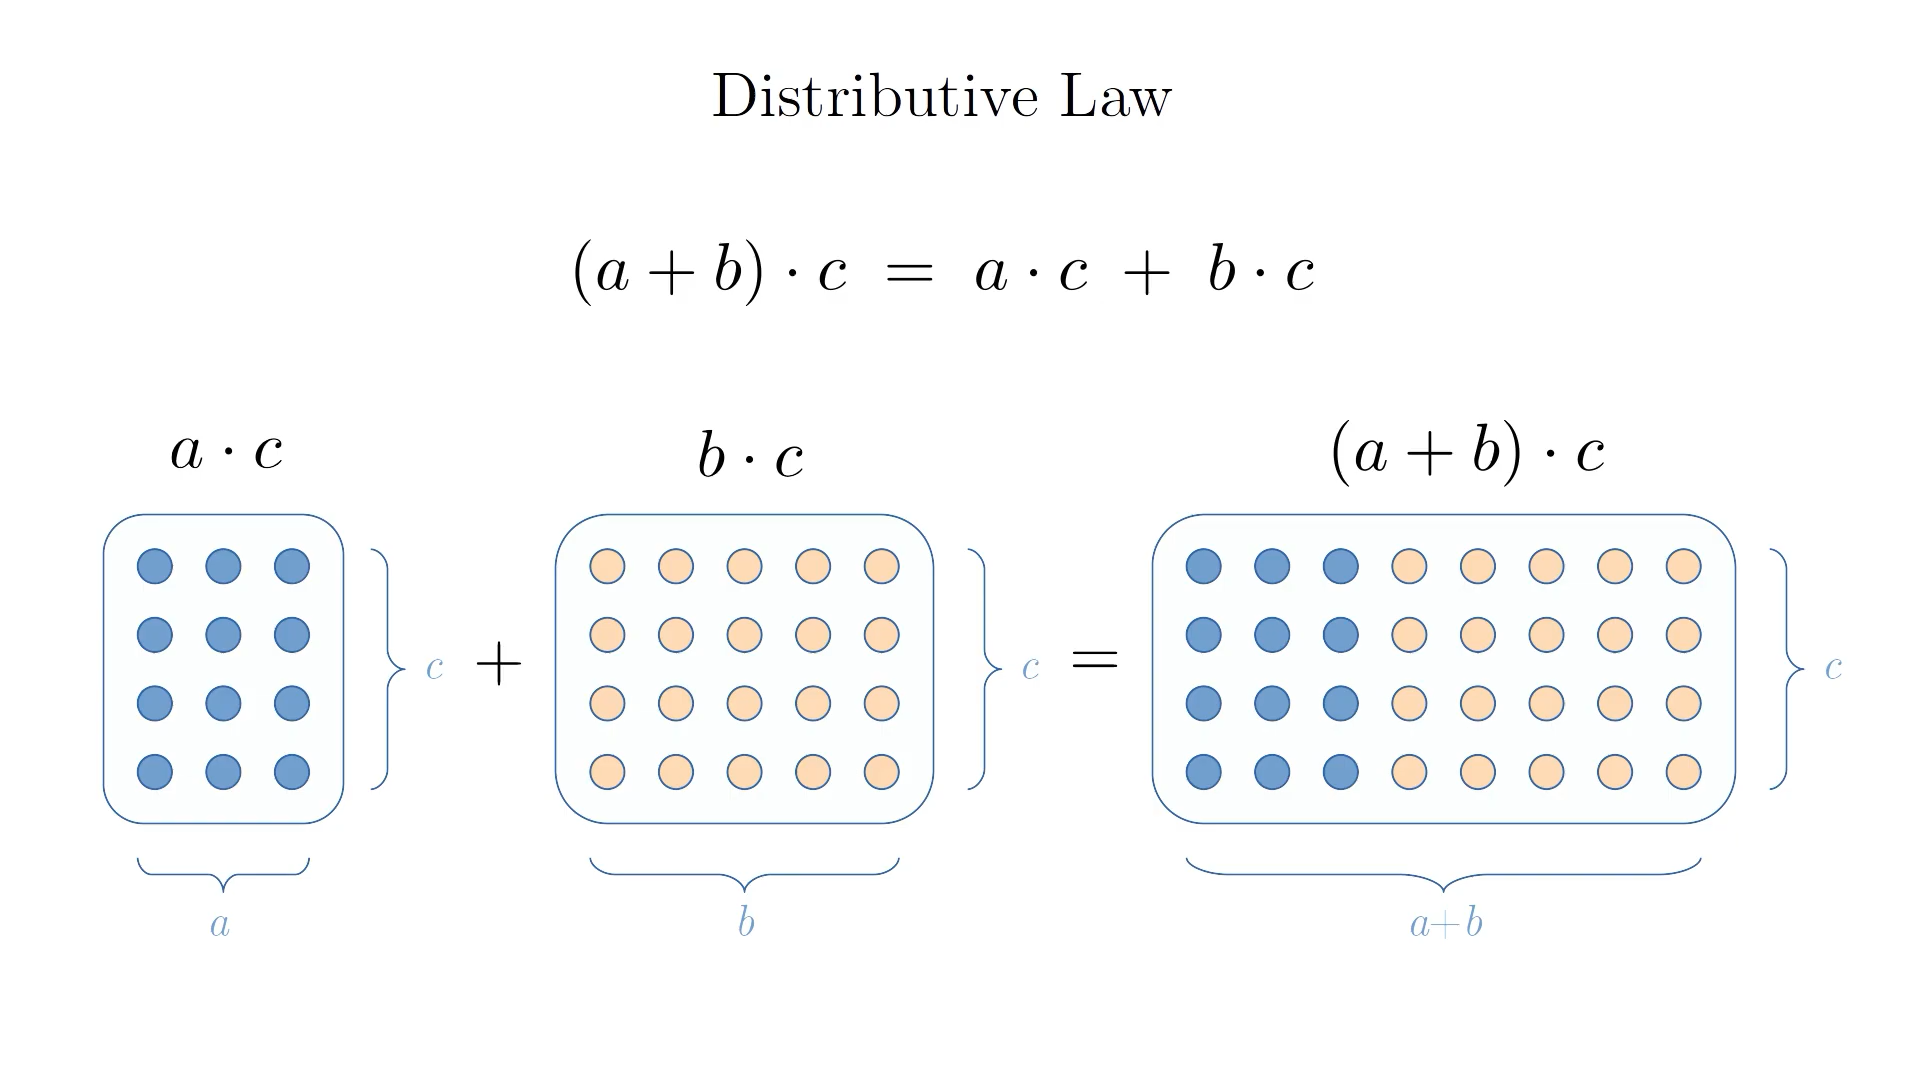 Distributive Law
(a + b) · c = a · c + b · c
a · c
b · c
(a + b) · c
c
+
c
=
c
a
b
a+b